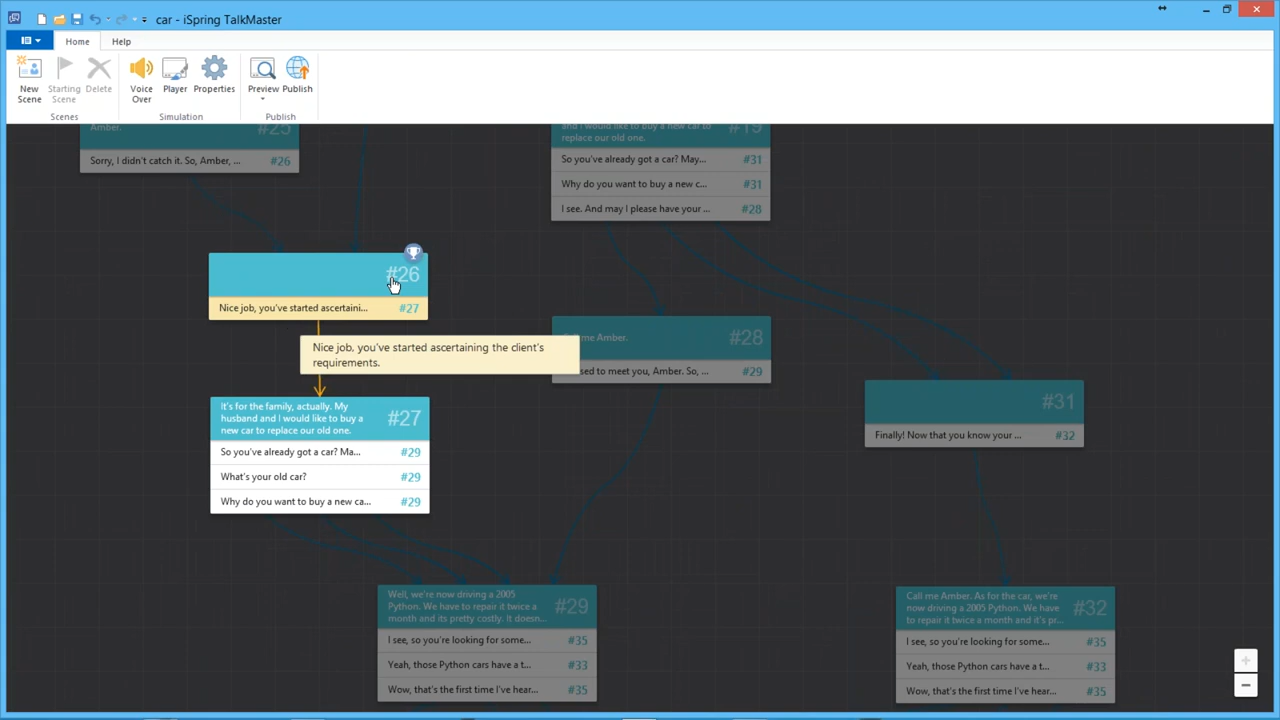 car - iSpring TalkMaster
Home
Help
New Scene
Starting Scene
Delete
Voice Over
Player
Properties
Preview
Publish
Scenes
Simulation
Publish
Amber.
#25
Sorry, I didn't catch it. So, Amber, ...
#26
and I would like to buy a new car to
replace our old one.
#19
So you've already got a car? May...
#31
Why do you want to buy a new c...
#31
I see. And may I please have your ...
#28
#26
Nice job, you've started ascertaini...
#27
Nice job, you've started ascertaining the client's
requirements.
me Amber.
#28
sed to meet you, Amber. So, ...
#29
#31
Finally! Now that you know your ...
#32
It's for the family, actually. My
husband and I would like to buy a
new car to replace our old one.
#27
So you've already got a car? Ma...
#29
What's your old car?
#29
Why do you want to buy a new ca...
#29
Well, we're now driving a 2005
Python. We have to repair it twice a
month and its pretty costly. It doesn...
#29
I see, so you're looking for some...
#35
Yeah, those Python cars have a t...
#33
Wow, that's the first time I've hear...
#35
Call me Amber. As for the car, we're
now driving a 2005 Python. We have
to repair it twice a month and it's pr...
#32
I see, so you're looking for some...
#35
Yeah, those Python cars have a t...
#33
Wow, that's the first time I've hear...
#35